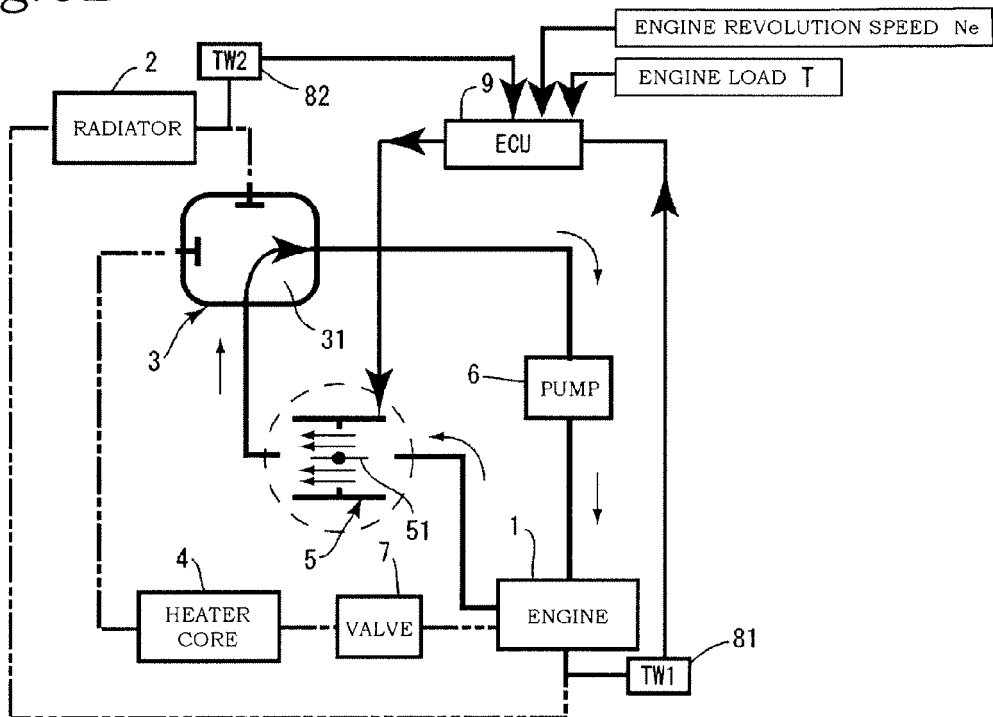 ENGINE REVOLUTION SPEED Ne
ENGINE LOAD T
TW2
82
2
RADIATOR
9
ECU
31
3
6
PUMP
51
5
7
1
4
HEATER
CORE
VALVE
ENGINE
81
TW1